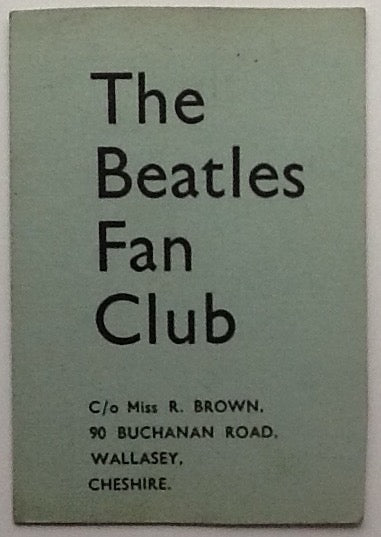 The
Beatles
Fan
Club
C/o Miss R. BROWN,
90 BUCHANAN ROAD,
WALLASEY,
CHESHIRE.